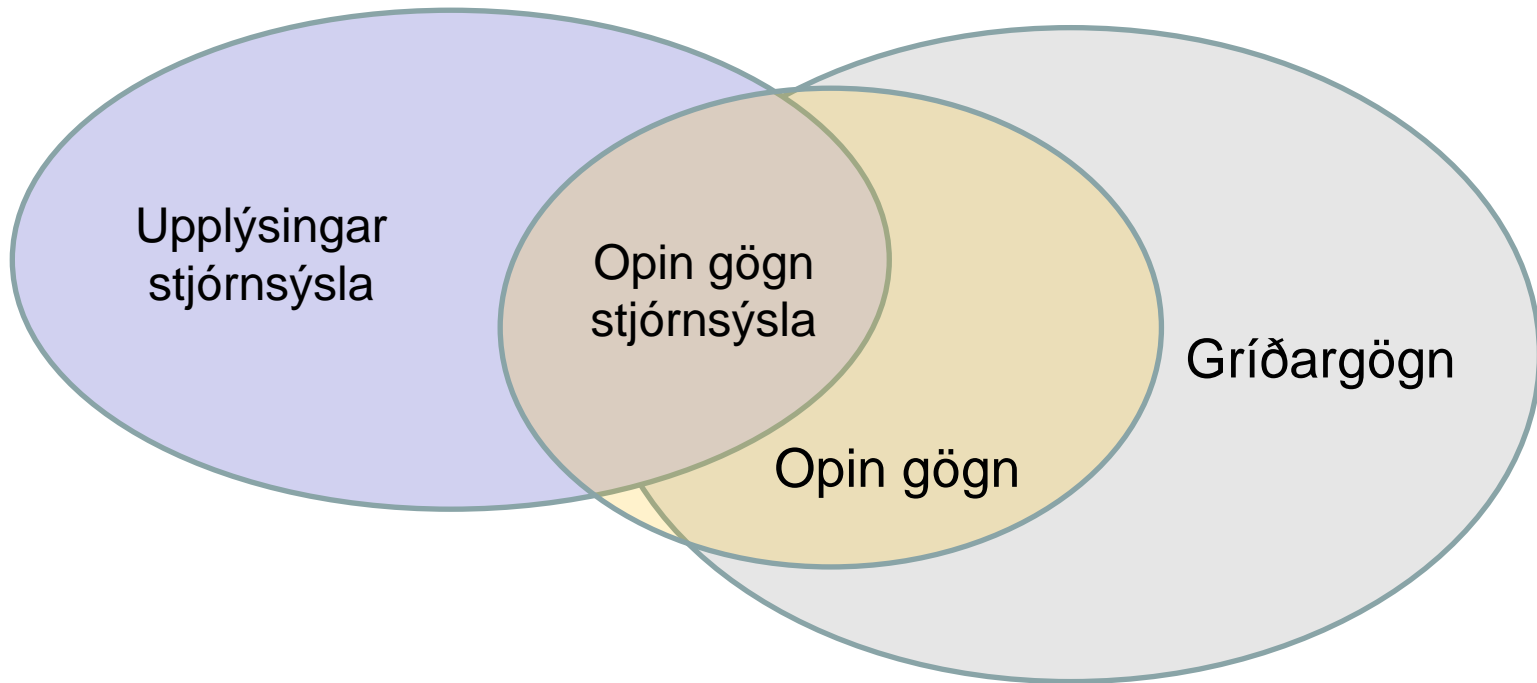 Upplýsingar
stjórnsýsla
Opin gögn
stjórnsýsla
Gríðargögn
Opin gögn